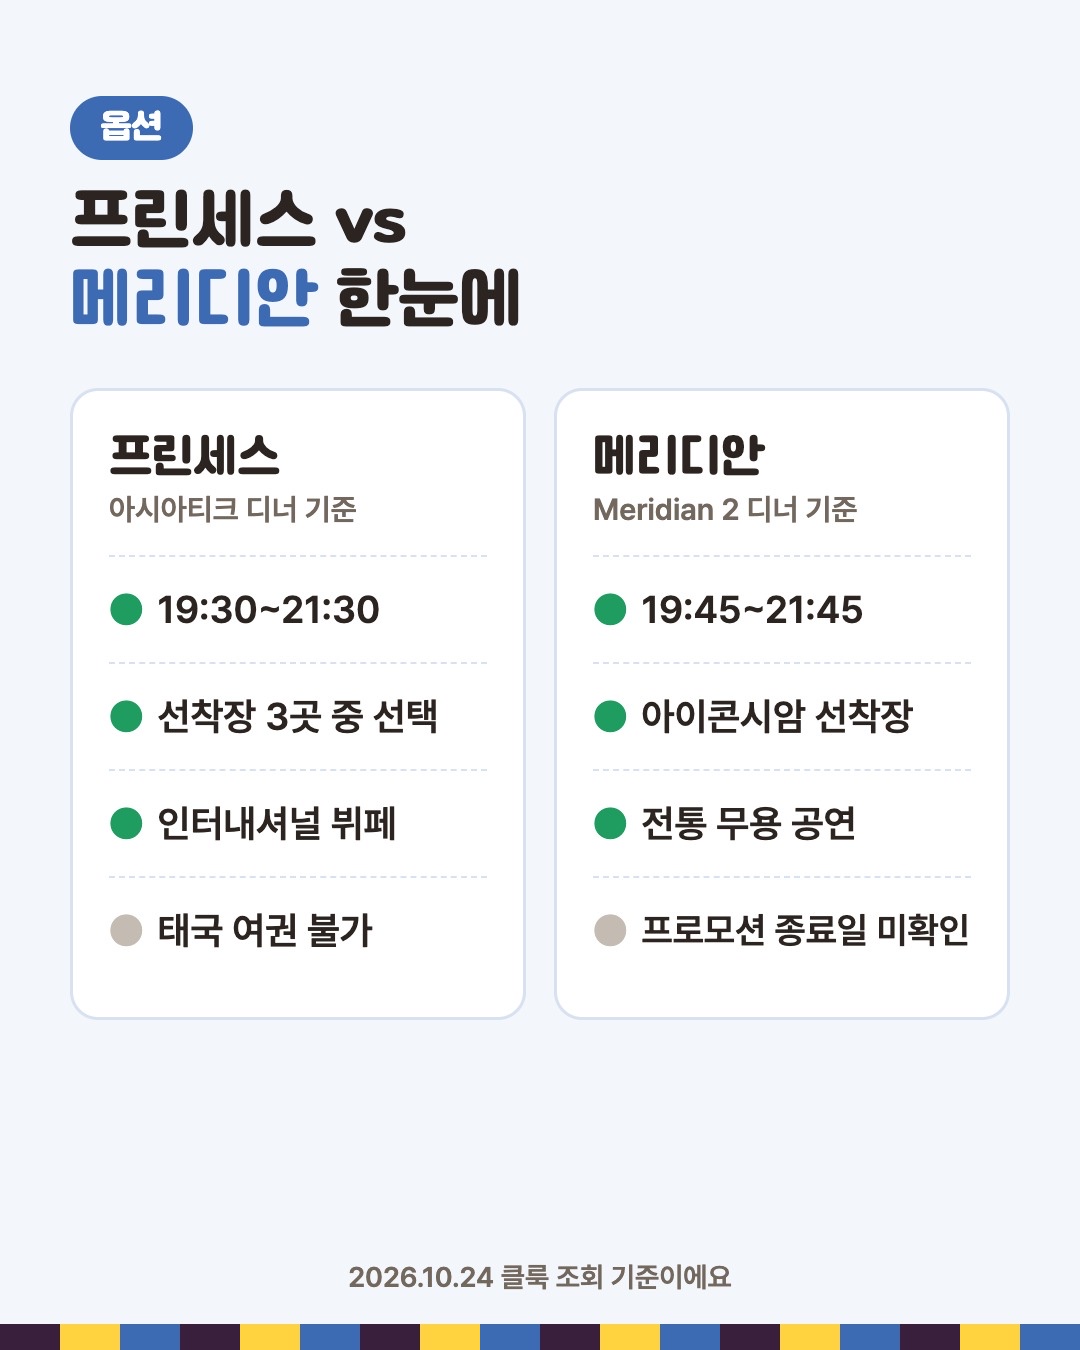 옵션
프린세스 vs
메리디안 한눈에
프린세스
아시아티크 디너 기준
19:30~21:30
선착장 3곳 중 선택
인터내셔널 뷔페
태국 여권 불가
메리디안
Meridian 2 디너 기준
19:45~21:45
아이콘시암 선착장
전통 무용 공연
프로모션 종료일 미확인
2026.10.24 클룩 조회 기준이에요